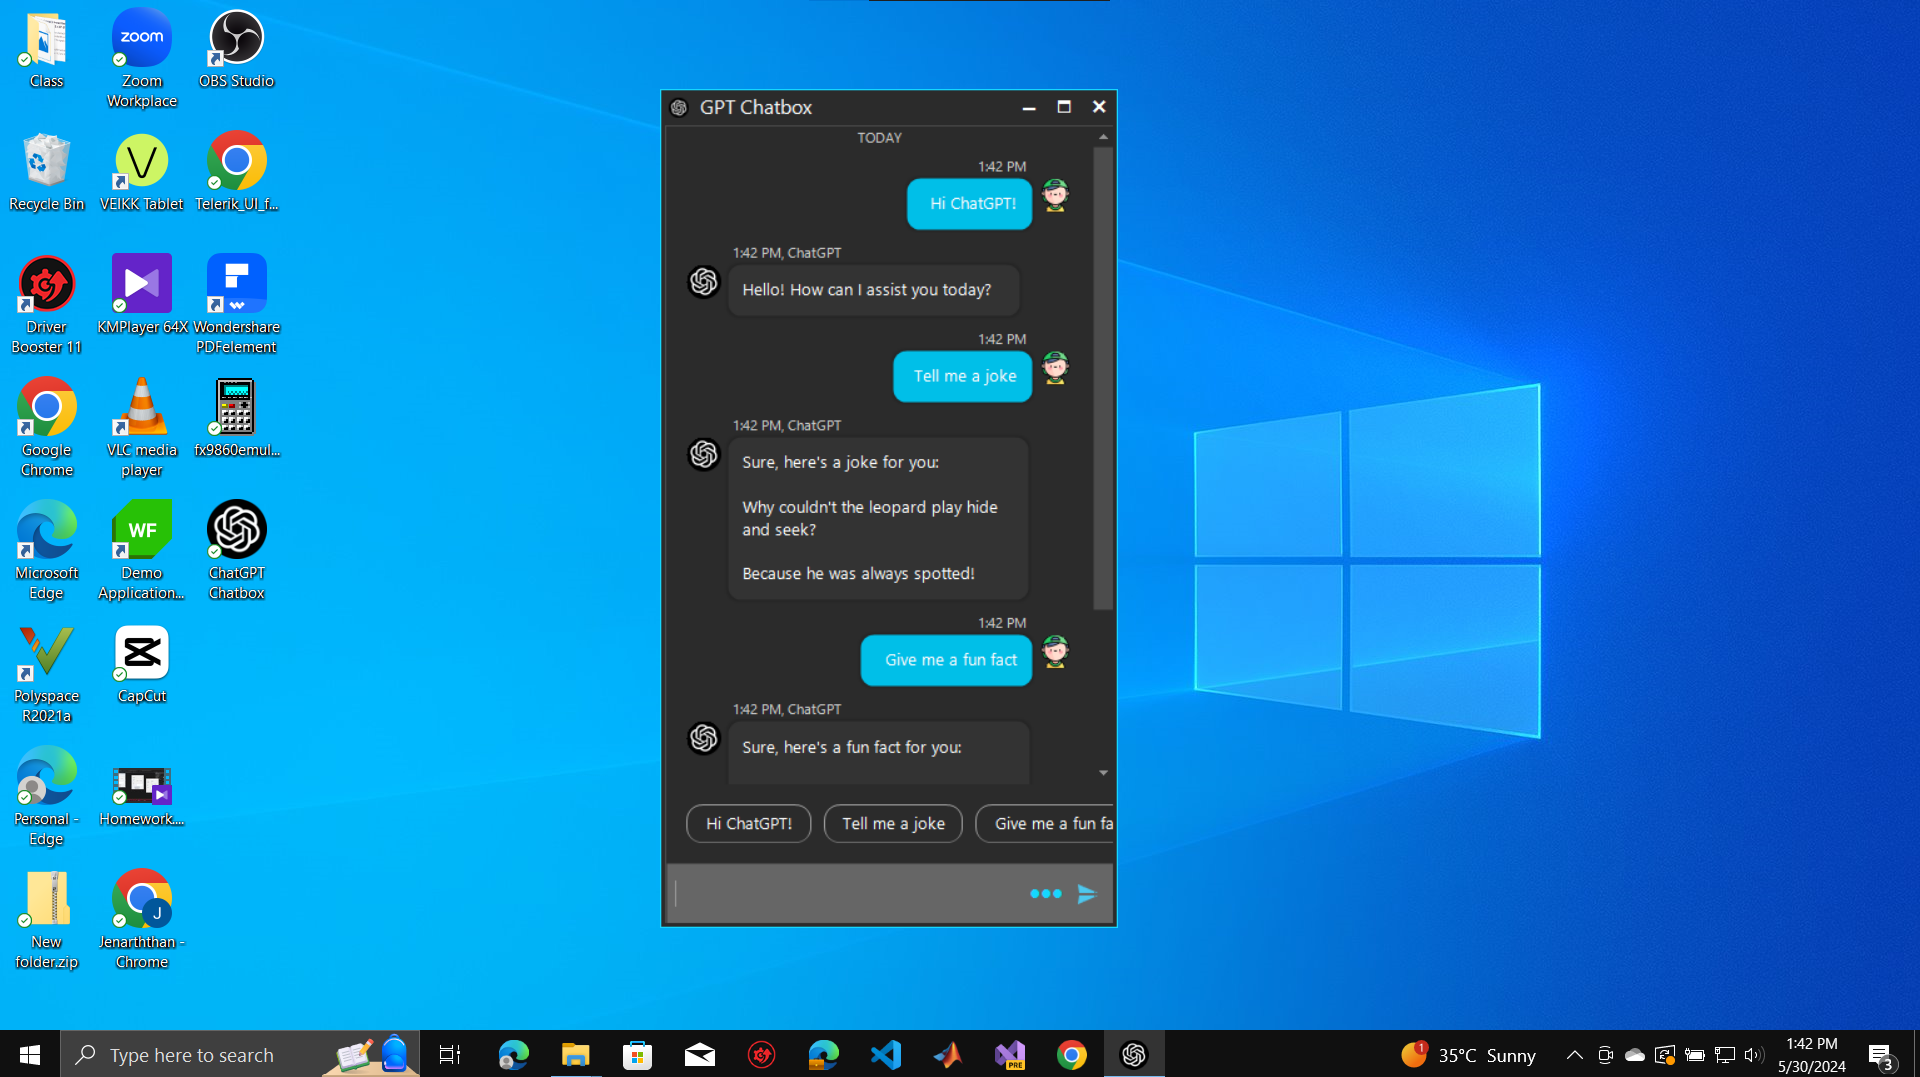 Class
zoom
Zoom
Workplace
OBS Studio
Recycle Bin
V
VEIKK Tablet
Telerik_UI_f...
Driver
Booster 11
KMPlayer 64X
Wondershare
PDFelement
Google
Chrome
VLC media
player
fx9860emul...
Microsoft
Edge
WF
Demo
Application...
ChatGPT
Chatbox
Polyspace
R2021a
CapCut
Personal -
Edge
Homework....
New
folder.zip
J
Jenarththan -
Chrome
GPT Chatbox
TODAY
1:42 PM
Hi ChatGPT!
1:42 PM, ChatGPT
Hello! How can I assist you today?
1:42 PM
Tell me a joke
1:42 PM, ChatGPT
Sure, here's a joke for you:
Why couldn't the leopard play hide
and seek?
Because he was always spotted!
1:42 PM
Give me a fun fact
1:42 PM, ChatGPT
Sure, here's a fun fact for you:
Hi ChatGPT!
Tell me a joke
Give me a fun fa
Type here to search
PRE
1
35°C Sunny
1:42 PM
5/30/2024
3